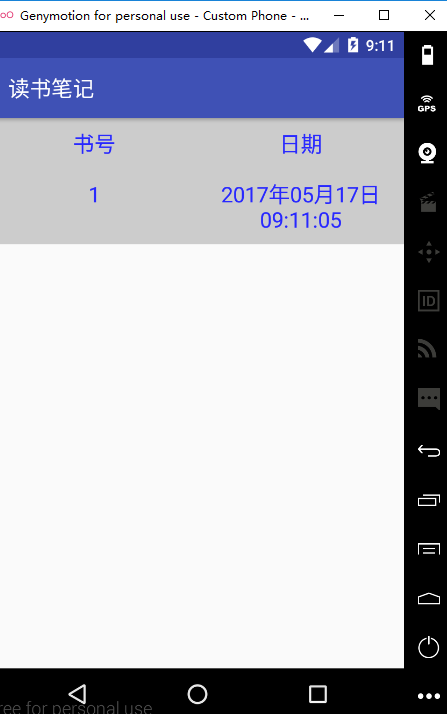 Genymotion for personal use - Custom Phone - ...
9:11
读书笔记
GPS
书号 日期
1 2017年05月17日
09:11:05
ID
ree for personal use